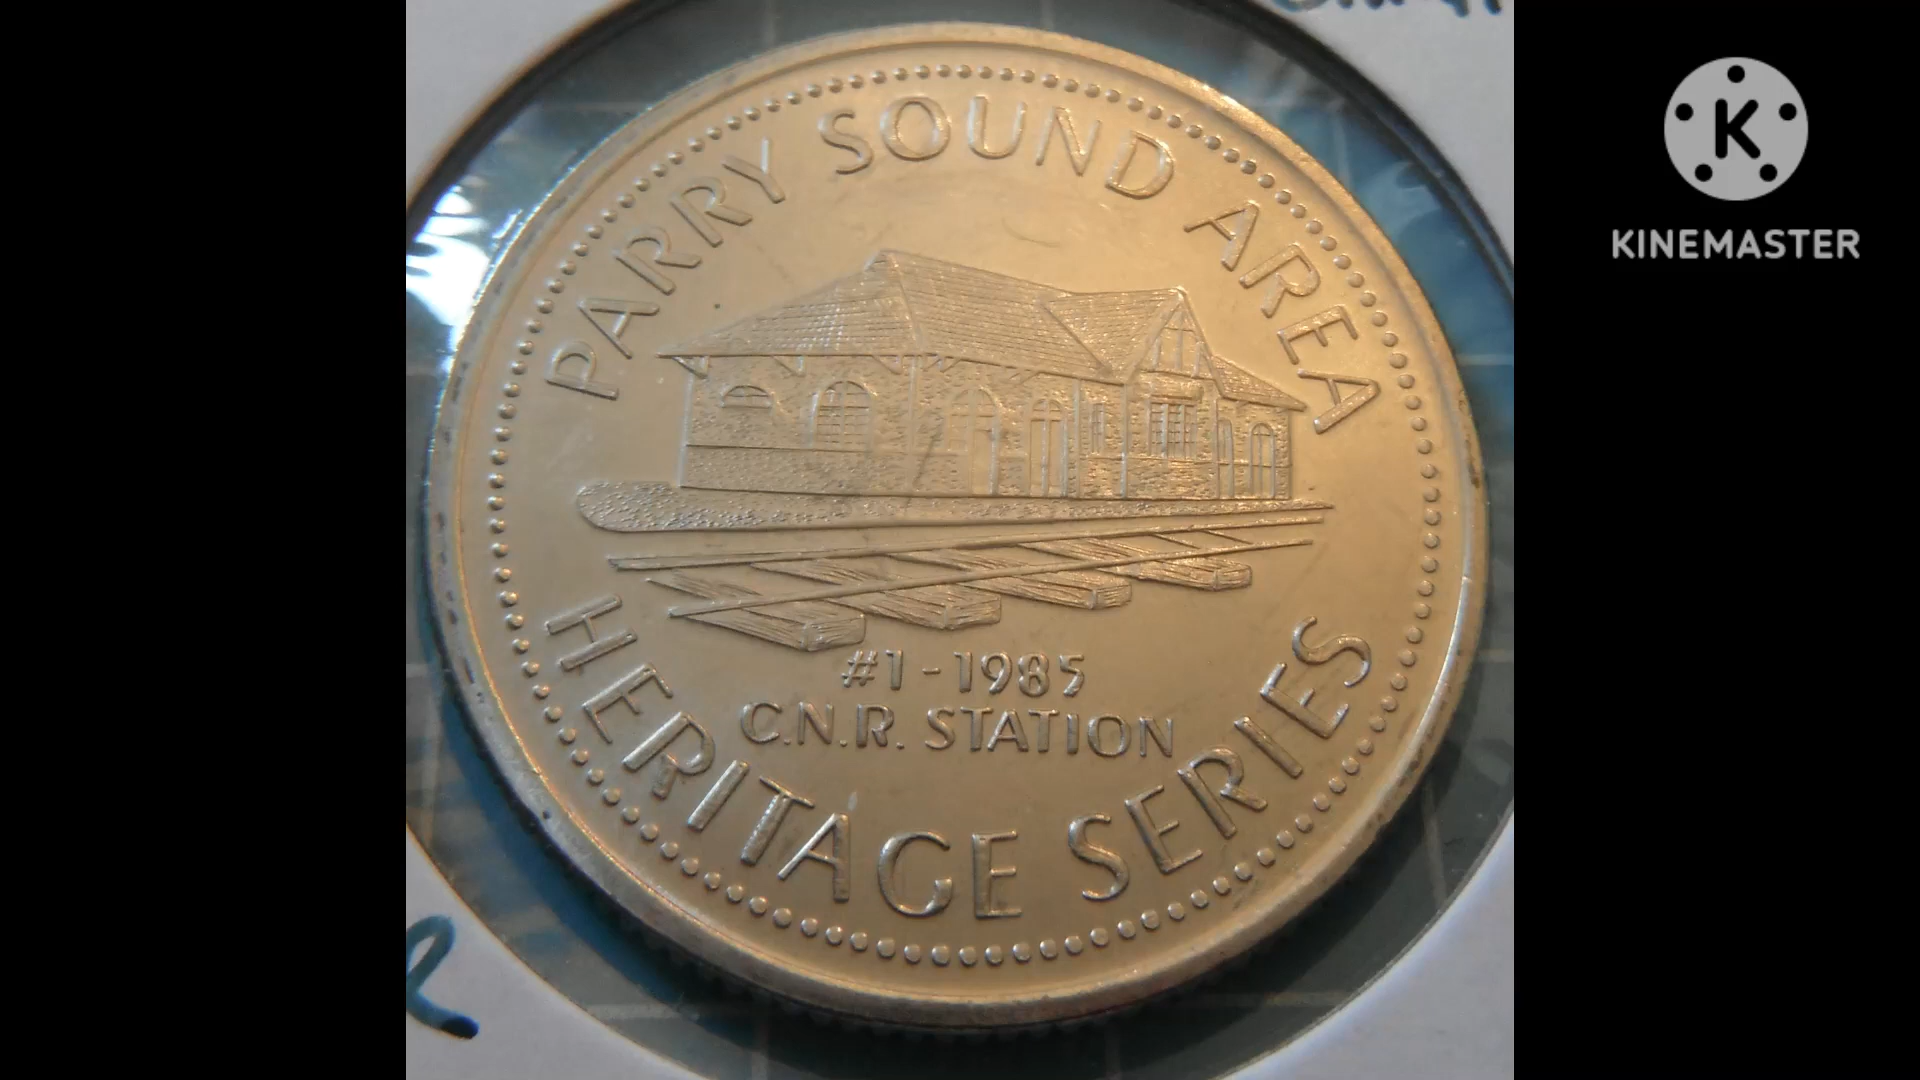 PARRY SOUND AREA
#1-1985
C.N.R. STATION
HERITAGE SERIES
K
KINEMASTER